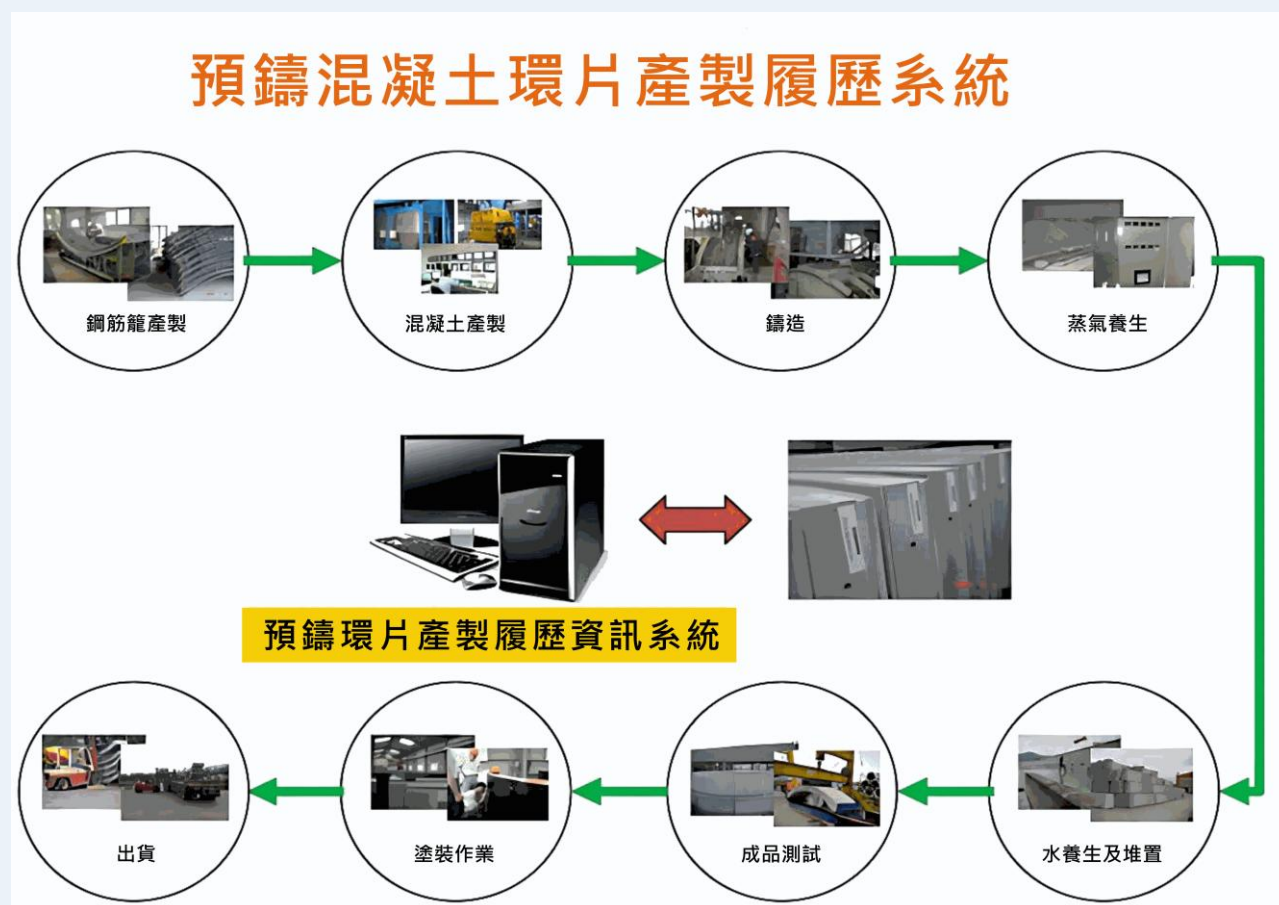 預鑄混凝土環片產製履歷系統
鋼筋籠產製
混凝土產製
鑄造
蒸氣養生
預鑄環片產製履歷資訊系統
出貨
塗裝作業
成品測試
水養生及堆置